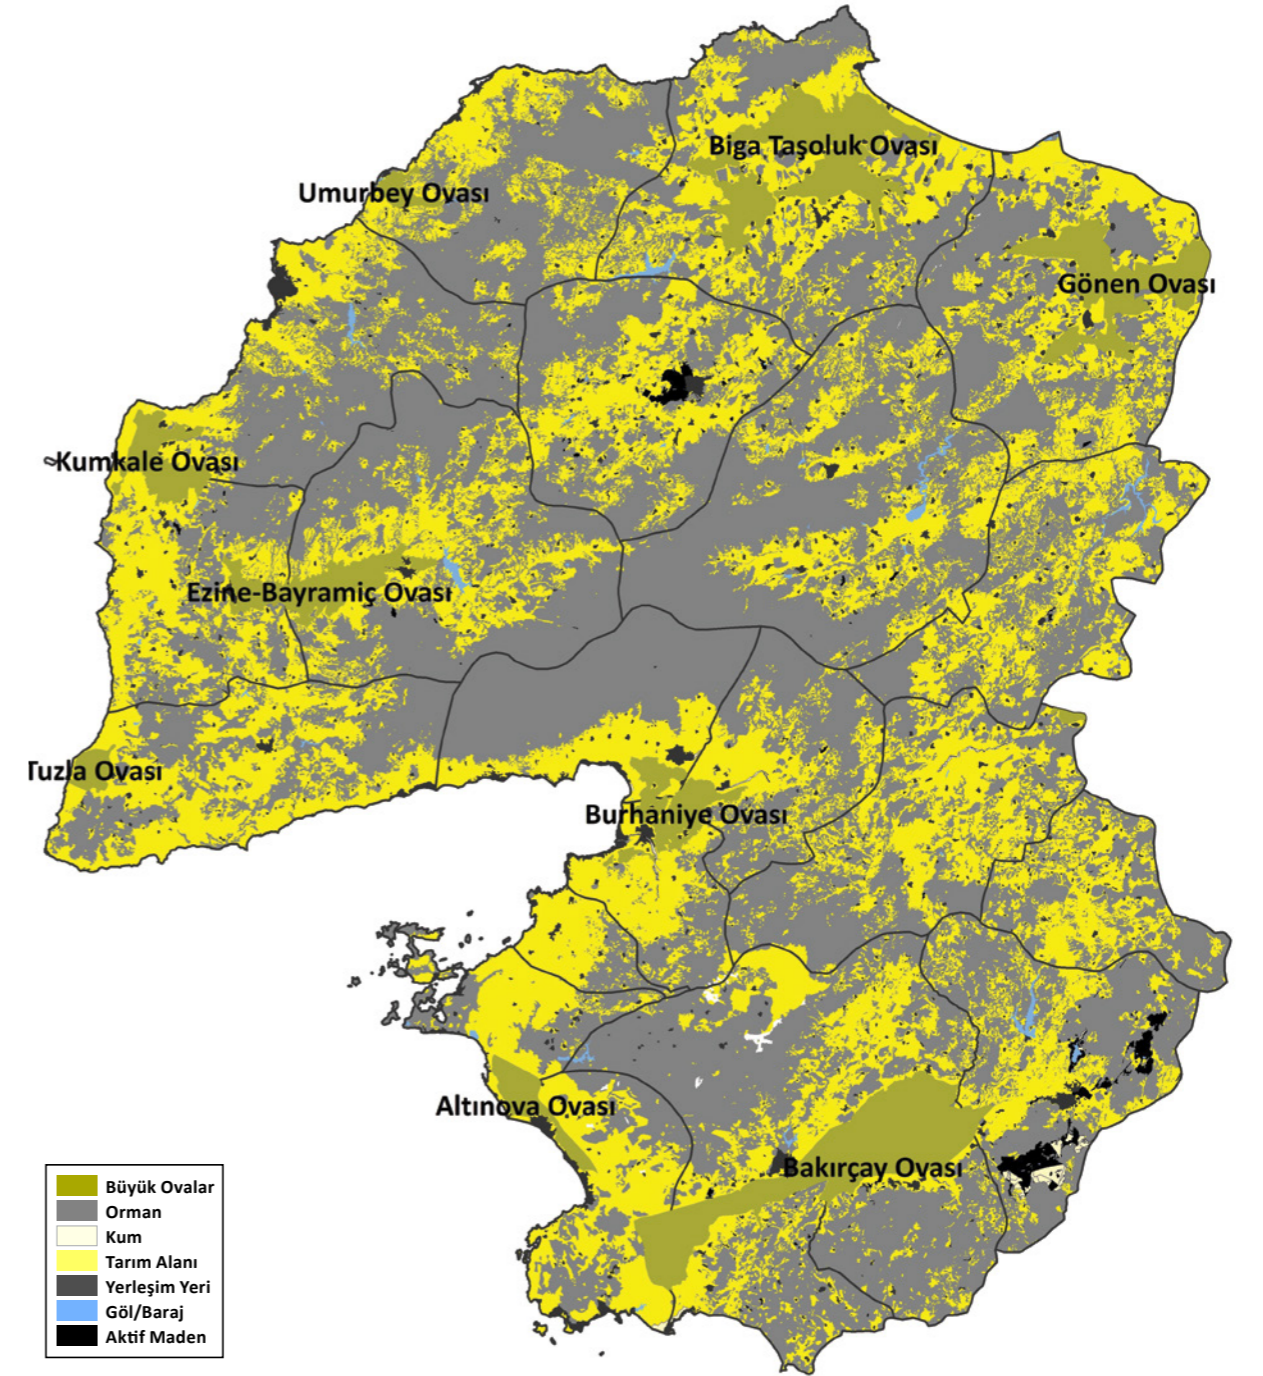 Biga Taşoluk Ovası
Umurbey Ovası
Gönen Ovası
Kumkale Ovası
Ezine-Bayramiç Ovası
Tuzla Ovası
Burhaniye Ovası
Altınova Ovası
Bakırçay Ovası
Büyük Ovalar
Orman
Kum
Tarım Alanı
Yerleşim Yeri
Göl/Baraj
Aktif Maden